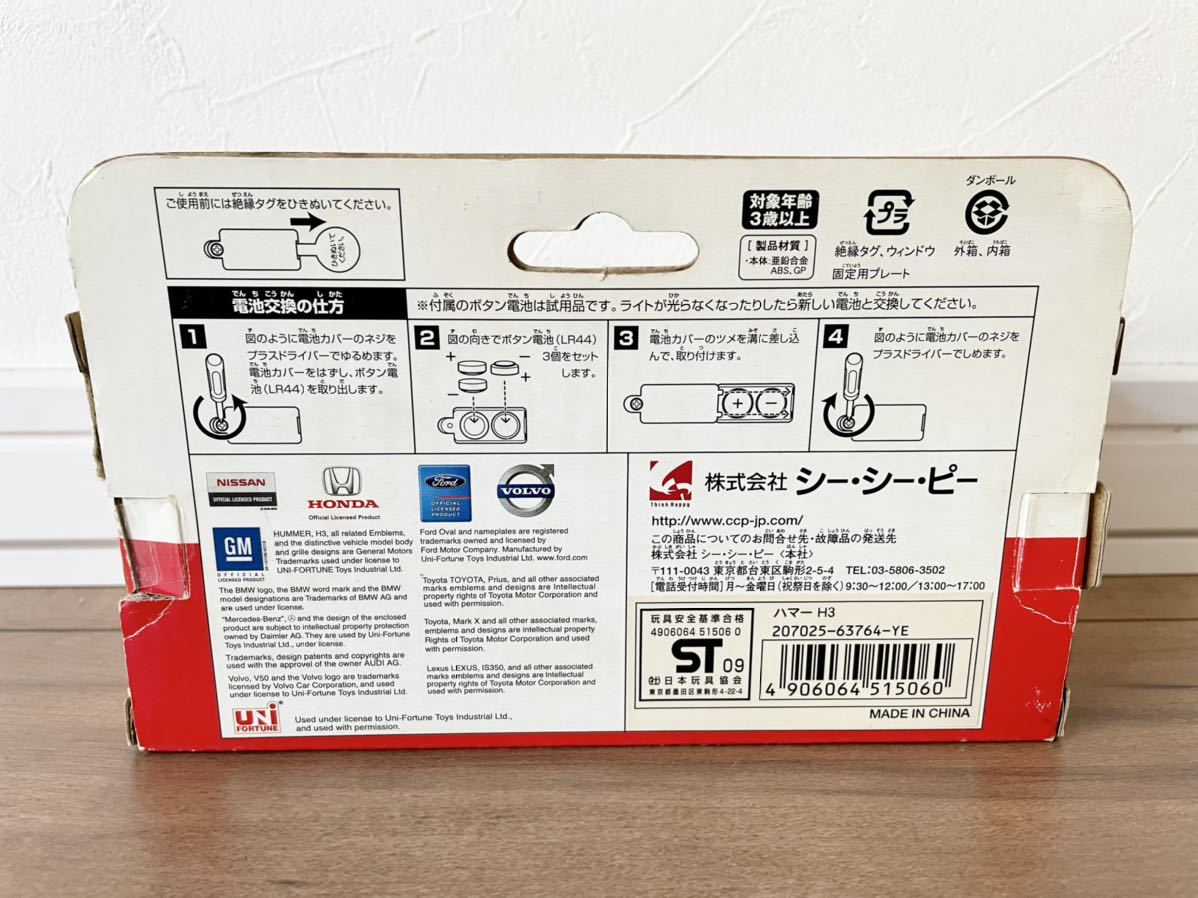 ご使用前には絶縁タグをひきぬいてください。
ひきぬいて
ください。
対象年齢
3歳以上
[ 製品材質 ]
・本体:亜鉛合金
ABS,GP
プラ
絶縁タグ、ウィンドウ
固定用プレート
ダンボール
外箱、内箱
電池交換の仕方
※付属のボタン電池は試用品です。ライトが光らなくなったりしたら新しい電池と交換してください。
1
図のように電池カバーのネジを
プラスドライバーでゆるめます。
電池カバーをはずし、ボタン電
池(LR44)を取り出します。
2
図の向きでボタン電池(LR44)
3個をセット
します。
3
電池カバーのツメを溝に差し込
んで、取り付けます。
4
図のように電池カバーのネジを
プラスドライバーでしめます。
NISSAN
OFFICIAL LICENSED PRODUCT
HONDA
Official Licensed Product
Ford
OFFICIAL
LICENSED
PRODUCT
VOLVO
GM
OFFICIAL
LICENSED PRODUCT
HUMMER, H3, all related Emblems,
and the distinctive vehicle model body
and grille designs are General Motors
Trademarks used under license to
UNI-FORTUNE Toys Industrial Ltd.
The BMW logo, the BMW word mark and the BMW
model designations are Trademarks of BMW AG and
are used under license.
"Mercedes-Benz", and the design of the enclosed
product are subject to intellectual property protection
owned by Daimler AG. They are used by Uni-Fortune
Toys Industrial Ltd., under license.
Trademarks, design patents and copyrights are
used with the approvel of the owner AUDI AG.
Volvo, V50 and the Volvo logo are trademarks
licensed by Volvo Car Corporation, and used
under license to Uni-Fortune Toys Industrial Ltd.
Ford Oval and nameplates are registered
trademarks owned and licensed by
Ford Motor Company. Manufactured by
Uni-Fortune Toys Industrial Ltd. www.ford.com
"Toyota TOYOTA, Prius, and all other associated
marks emblems and designs are Intellectual
property rights of Toyota Motor Corporation and
used with permission.
Toyota, Mark X and all other associated marks,
emblems and designs are intellectual property
rights of Toyota Motor Corporation and used with
permission.
Lexus LEXUS, IS350, and all other associated
marks emblems and designs are Intellectual
property rights of Toyota Motor Corporation and
used with permission.
UNi
FORTUNE
Used under license to Uni-Fortune Toys Industrial Ltd.,
and used with permission.
Think Happy
株式会社 シー・シー・ピー
http://www.ccp-jp.com/
この商品についてのお問合せ先・故障品の発送先
株式会社 シー・シー・ピー〈本社〉
〒111-0043 東京都台東区駒形2-5-4 TEL:03-5806-3502
[電話受付時間]月~金曜日(祝祭日を除く)9:30~12:00/13:00~17:00
玩具安全基準合格
4906064 51506 0
ST 09
(社)日本玩具協会
東京都墨田区東駒形4-22-4
ハマー H3
207025-63764-YE
4 906064 515060
MADE IN CHINA